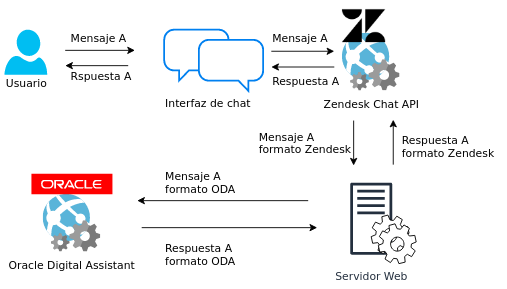 Mensaje A
Rspuesta A
Usuario
Interfaz de chat
Mensaje A
Respuesta A
Zendesk Chat API
Mensaje A
formato Zendesk
Respuesta A
formato Zendesk
Mensaje A
formato ODA
ORACLE
Respuesta A
formato ODA
Oracle Digital Assistant
Servidor Web